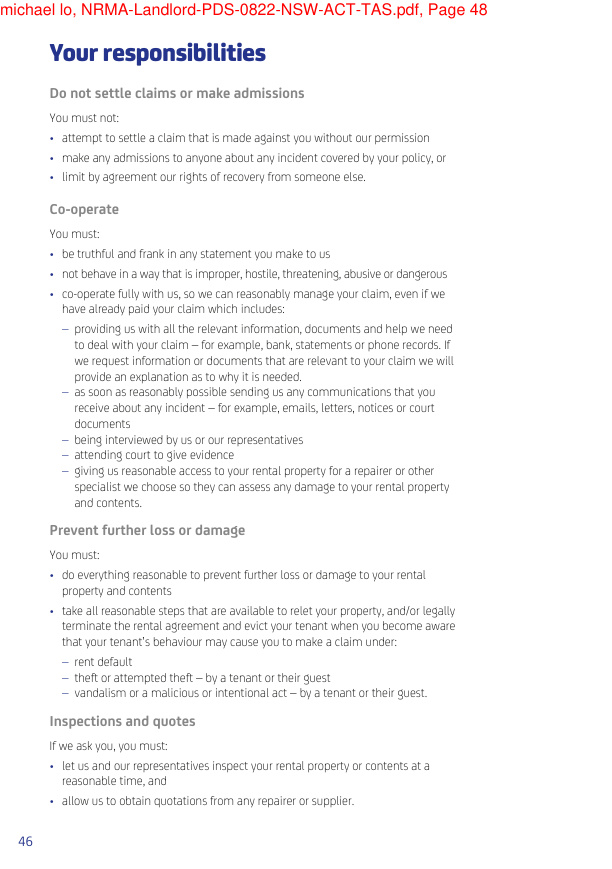 michael lo, NRMA-Landlord-PDS-0822-NSW-ACT-TAS.pdf, Page 48
Your responsibilities
Do not settle claims or make admissions
You must not:
• attempt to settle a claim that is made against you without our permission
• make any admissions to anyone about any incident covered by your policy, or
• limit by agreement our rights of recovery from someone else.
Co-operate
You must:
• be truthful and frank in any statement you make to us
• not behave in a way that is improper, hostile, threatening, abusive or dangerous
• co-operate fully with us, so we can reasonably manage your claim, even if we
have already paid your claim which includes:
– providing us with all the relevant information, documents and help we need
to deal with your claim – for example, bank, statements or phone records. If
we request information or documents that are relevant to your claim we will
provide an explanation as to why it is needed.
– as soon as reasonably possible sending us any communications that you
receive about any incident – for example, emails, letters, notices or court
documents
– being interviewed by us or our representatives
– attending court to give evidence
– giving us reasonable access to your rental property for a repairer or other
specialist we choose so they can assess any damage to your rental property
and contents.
Prevent further loss or damage
You must:
• do everything reasonable to prevent further loss or damage to your rental
property and contents
• take all reasonable steps that are available to relet your property, and/or legally
terminate the rental agreement and evict your tenant when you become aware
that your tenant's behaviour may cause you to make a claim under:
– rent default
– theft or attempted theft – by a tenant or their guest
– vandalism or a malicious or intentional act – by a tenant or their guest.
Inspections and quotes
If we ask you, you must:
• let us and our representatives inspect your rental property or contents at a
reasonable time, and
• allow us to obtain quotations from any repairer or supplier.
46